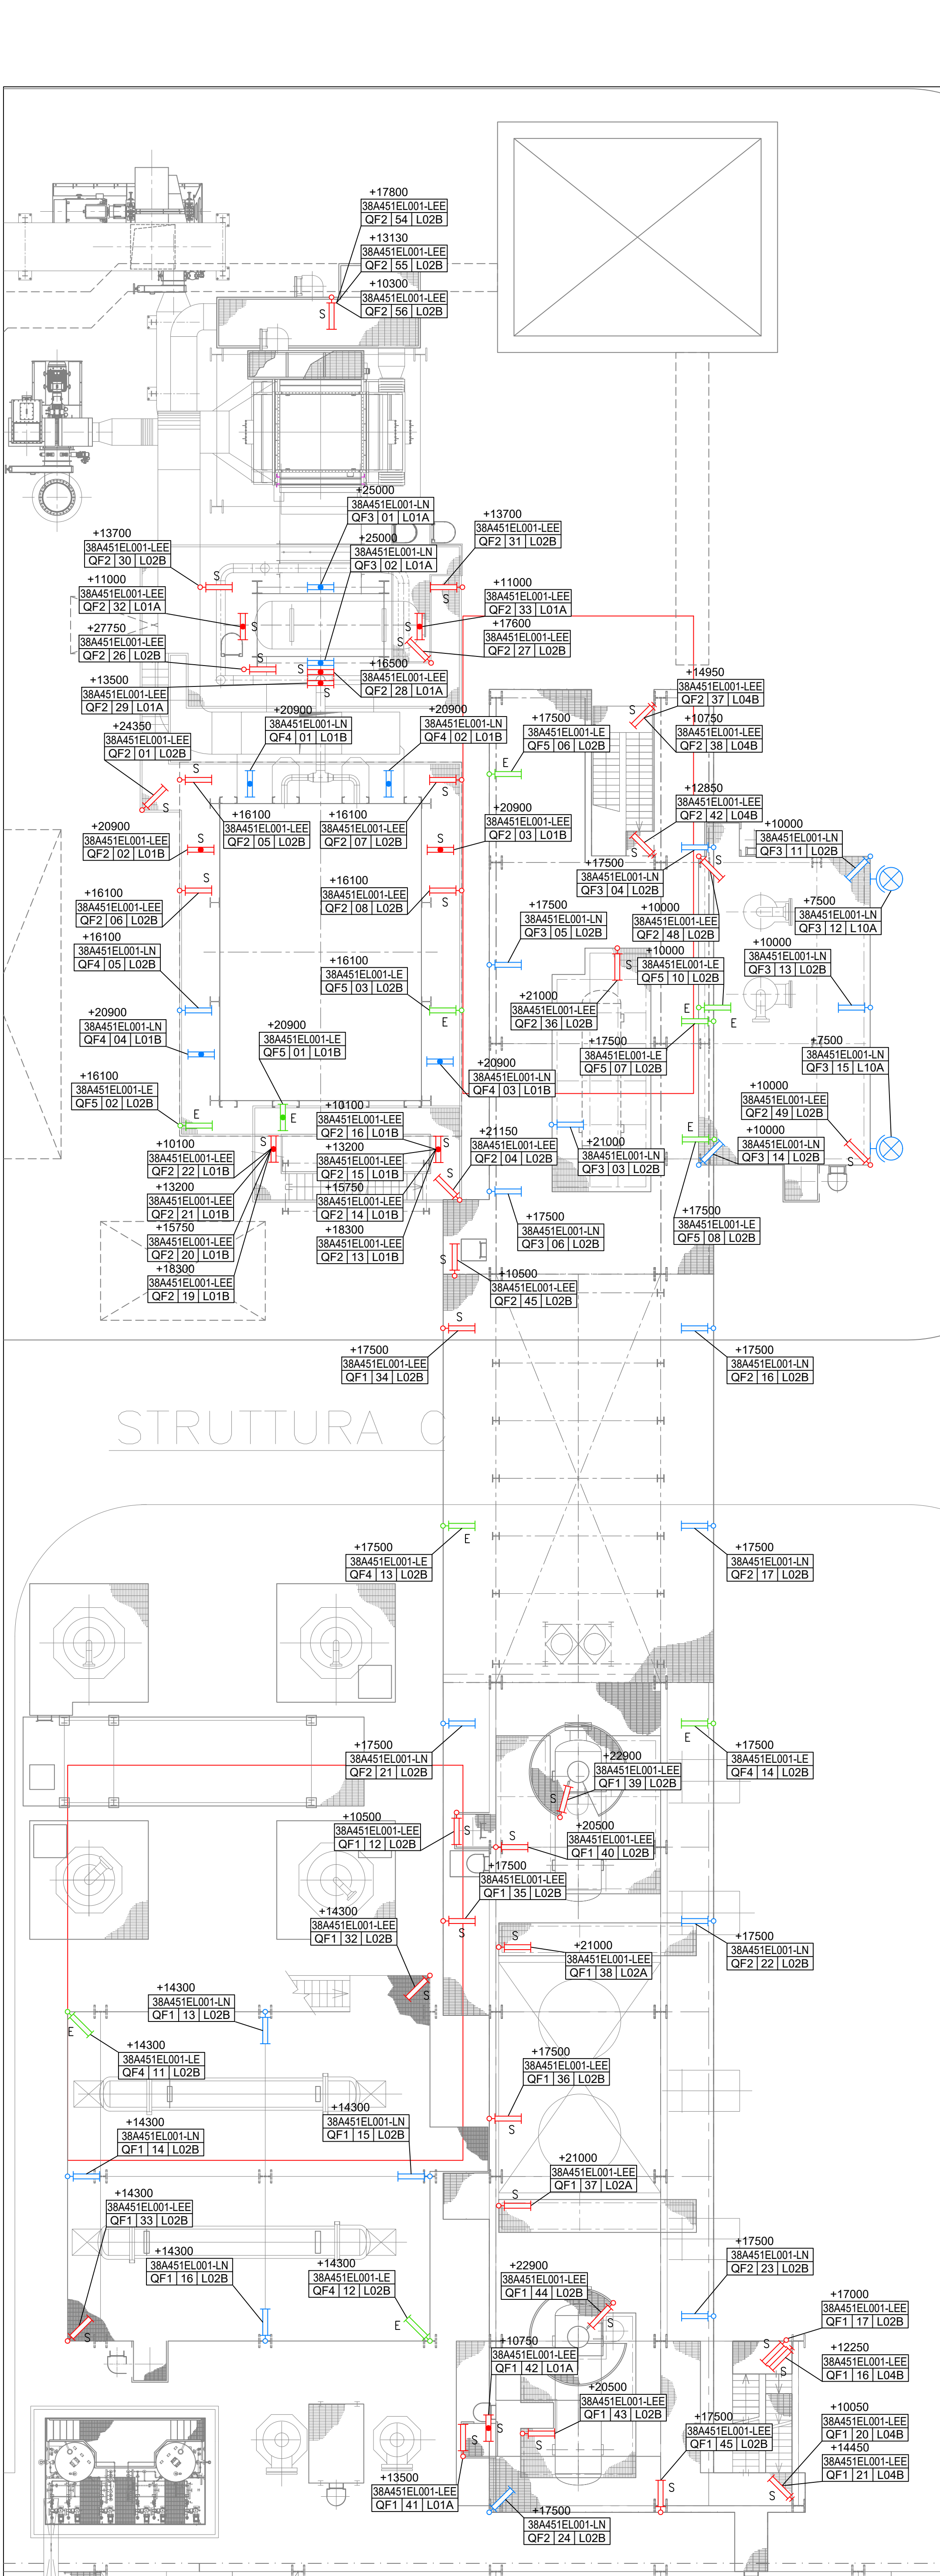 +17800
38A451EL001-LEE
QF2 54 L02B
+13130
38A451EL001-LEE
QF2 55 L02B
+10300
38A451EL001-LEE
QF2 56 L02B
S
+25000
38A451EL001-LN
QF3 01 L01A
+25000
38A451EL001-LN
QF3 02 L01A
+13700
38A451EL001-LEE
QF2 31 L02B
+13700
38A451EL001-LEE
QF2 30 L02B
S
S
+11000
38A451EL001-LEE
QF2 32 L01A
S
+11000
38A451EL001-LEE
QF2 33 L01A
S
+17600
38A451EL001-LEE
QF2 27 L02B
S
+27750
38A451EL001-LEE
QF2 26 L02B
S
+16500
38A451EL001-LEE
QF2 28 L01A
S
+13500
38A451EL001-LEE
QF2 29 L01A
S
+14950
38A451EL001-LEE
QF2 37 L04B
S
+10750
38A451EL001-LEE
QF2 38 L04B
+20900
38A451EL001-LN
QF4 01 L01B
+20900
38A451EL001-LN
QF4 02 L01B
+17500
38A451EL001-LE
QF5 06 L02B
E
+24350
38A451EL001-LEE
QF2 01 L02B
S
+16100
38A451EL001-LEE
QF2 05 L02B
S
+16100
38A451EL001-LEE
QF2 07 L02B
S
+20900
38A451EL001-LEE
QF2 03 L01B
S
+12850
38A451EL001-LEE
QF2 42 L04B
S
+20900
38A451EL001-LEE
QF2 02 L01B
S
+10000
38A451EL001-LN
QF3 11 L02B
+17500
38A451EL001-LN
QF3 04 L02B
+16100
38A451EL001-LEE
QF2 06 L02B
S
+16100
38A451EL001-LEE
QF2 08 L02B
S
+7500
38A451EL001-LN
QF3 12 L10A
+10000
38A451EL001-LEE
QF2 48 L02B
S
+17500
38A451EL001-LN
QF3 05 L02B
+16100
38A451EL001-LN
QF4 05 L02B
+10000
38A451EL001-LN
QF3 13 L02B
+10000
38A451EL001-LE
QF5 10 L02B
E
+16100
38A451EL001-LE
QF5 03 L02B
E
+21000
38A451EL001-LEE
QF2 36 L02B
S
+20900
38A451EL001-LN
QF4 04 L01B
+20900
38A451EL001-LE
QF5 01 L01B
E
+17500
38A451EL001-LE
QF5 07 L02B
E
+7500
38A451EL001-LN
QF3 15 L10A
+20900
38A451EL001-LN
QF4 03 L01B
+16100
38A451EL001-LE
QF5 02 L02B
E
+10000
38A451EL001-LEE
QF2 49 L02B
S
+10100
38A451EL001-LEE
QF2 16 L01B
S
+10000
38A451EL001-LN
QF3 14 L02B
+21000
38A451EL001-LN
QF3 03 L02B
+21150
38A451EL001-LEE
QF2 04 L02B
S
+10100
38A451EL001-LEE
QF2 22 L01B
S
+13200
38A451EL001-LEE
QF2 15 L01B
+13200
38A451EL001-LEE
QF2 21 L01B
+15750
38A451EL001-LEE
QF2 14 L01B
+15750
38A451EL001-LEE
QF2 20 L01B
+18300
38A451EL001-LEE
QF2 13 L01B
+18300
38A451EL001-LEE
QF2 19 L01B
+17500
38A451EL001-LN
QF3 06 L02B
+17500
38A451EL001-LE
QF5 08 L02B
E
+10500
38A451EL001-LEE
QF2 45 L02B
S
+17500
38A451EL001-LEE
QF1 34 L02B
S
+17500
38A451EL001-LN
QF2 16 L02B
STRUTTURA C
+17500
38A451EL001-LE
QF4 13 L02B
E
+17500
38A451EL001-LN
QF2 17 L02B
+17500
38A451EL001-LN
QF2 21 L02B
+17500
38A451EL001-LE
QF4 14 L02B
E
+22900
38A451EL001-LEE
QF1 39 L02B
S
+10500
38A451EL001-LEE
QF1 12 L02B
S
+20500
38A451EL001-LEE
QF1 40 L02B
S
+17500
38A451EL001-LEE
QF1 35 L02B
S
+14300
38A451EL001-LEE
QF1 32 L02B
S
+17500
38A451EL001-LN
QF2 22 L02B
+21000
38A451EL001-LEE
QF1 38 L02A
S
+14300
38A451EL001-LN
QF1 13 L02B
+14300
38A451EL001-LE
QF4 11 L02B
E
+17500
38A451EL001-LEE
QF1 36 L02B
S
+14300
38A451EL001-LN
QF1 14 L02B
+14300
38A451EL001-LN
QF1 15 L02B
+21000
38A451EL001-LEE
QF1 37 L02A
S
+14300
38A451EL001-LEE
QF1 33 L02B
S
+14300
38A451EL001-LN
QF1 16 L02B
+14300
38A451EL001-LE
QF4 12 L02B
E
+17500
38A451EL001-LN
QF2 23 L02B
+22900
38A451EL001-LEE
QF1 44 L02B
S
+17000
38A451EL001-LEE
QF1 17 L02B
S
+12250
38A451EL001-LEE
QF1 16 L04B
S
+10750
38A451EL001-LEE
QF1 42 L01A
S
+20500
38A451EL001-LEE
QF1 43 L02B
S
+17500
38A451EL001-LEE
QF1 45 L02B
S
+10050
38A451EL001-LEE
QF1 20 L04B
+14450
38A451EL001-LEE
QF1 21 L04B
S
+13500
38A451EL001-LEE
QF1 41 L01A
S
+17500
38A451EL001-LN
QF2 24 L02B